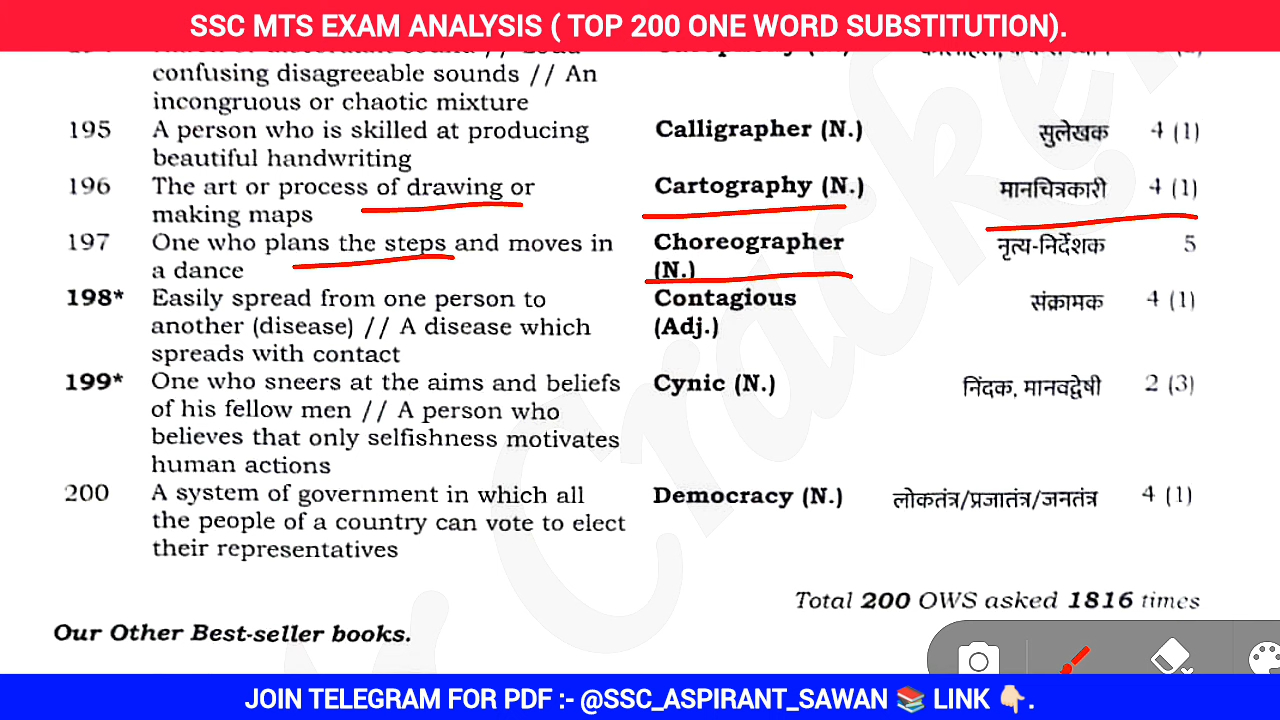 SSC MTS EXAM ANALYSIS ( TOP 200 ONE WORD SUBSTITUTION).
confusing disagreeable sounds // An
incongruous or chaotic mixture
195 A person who is skilled at producing Calligrapher (N.) सुलेखक 4 (1)
beautiful handwriting
196 The art or process of drawing or Cartography (N.) मानचित्रकारी 4 (1)
making maps
197 One who plans the steps and moves in Choreographer नृत्य-निर्देशक 5
a dance (N.)
198* Easily spread from one person to Contagious संक्रामक 4 (1)
another (disease) // A disease which (Adj.)
spreads with contact
199* One who sneers at the aims and beliefs Cynic (N.) निंदक, मानवद्वेषी 2 (3)
of his fellow men // A person who
believes that only selfishness motivates
human actions
200 A system of government in which all Democracy (N.) लोकतंत्र/प्रजातंत्र/जनतंत्र 4 (1)
the people of a country can vote to elect
their representatives
Total 200 OWS asked 1816 times
Our Other Best-seller books.
JOIN TELEGRAM FOR PDF :- @SSC_ASPIRANT_SAWAN 📚 LINK 👇🏻.